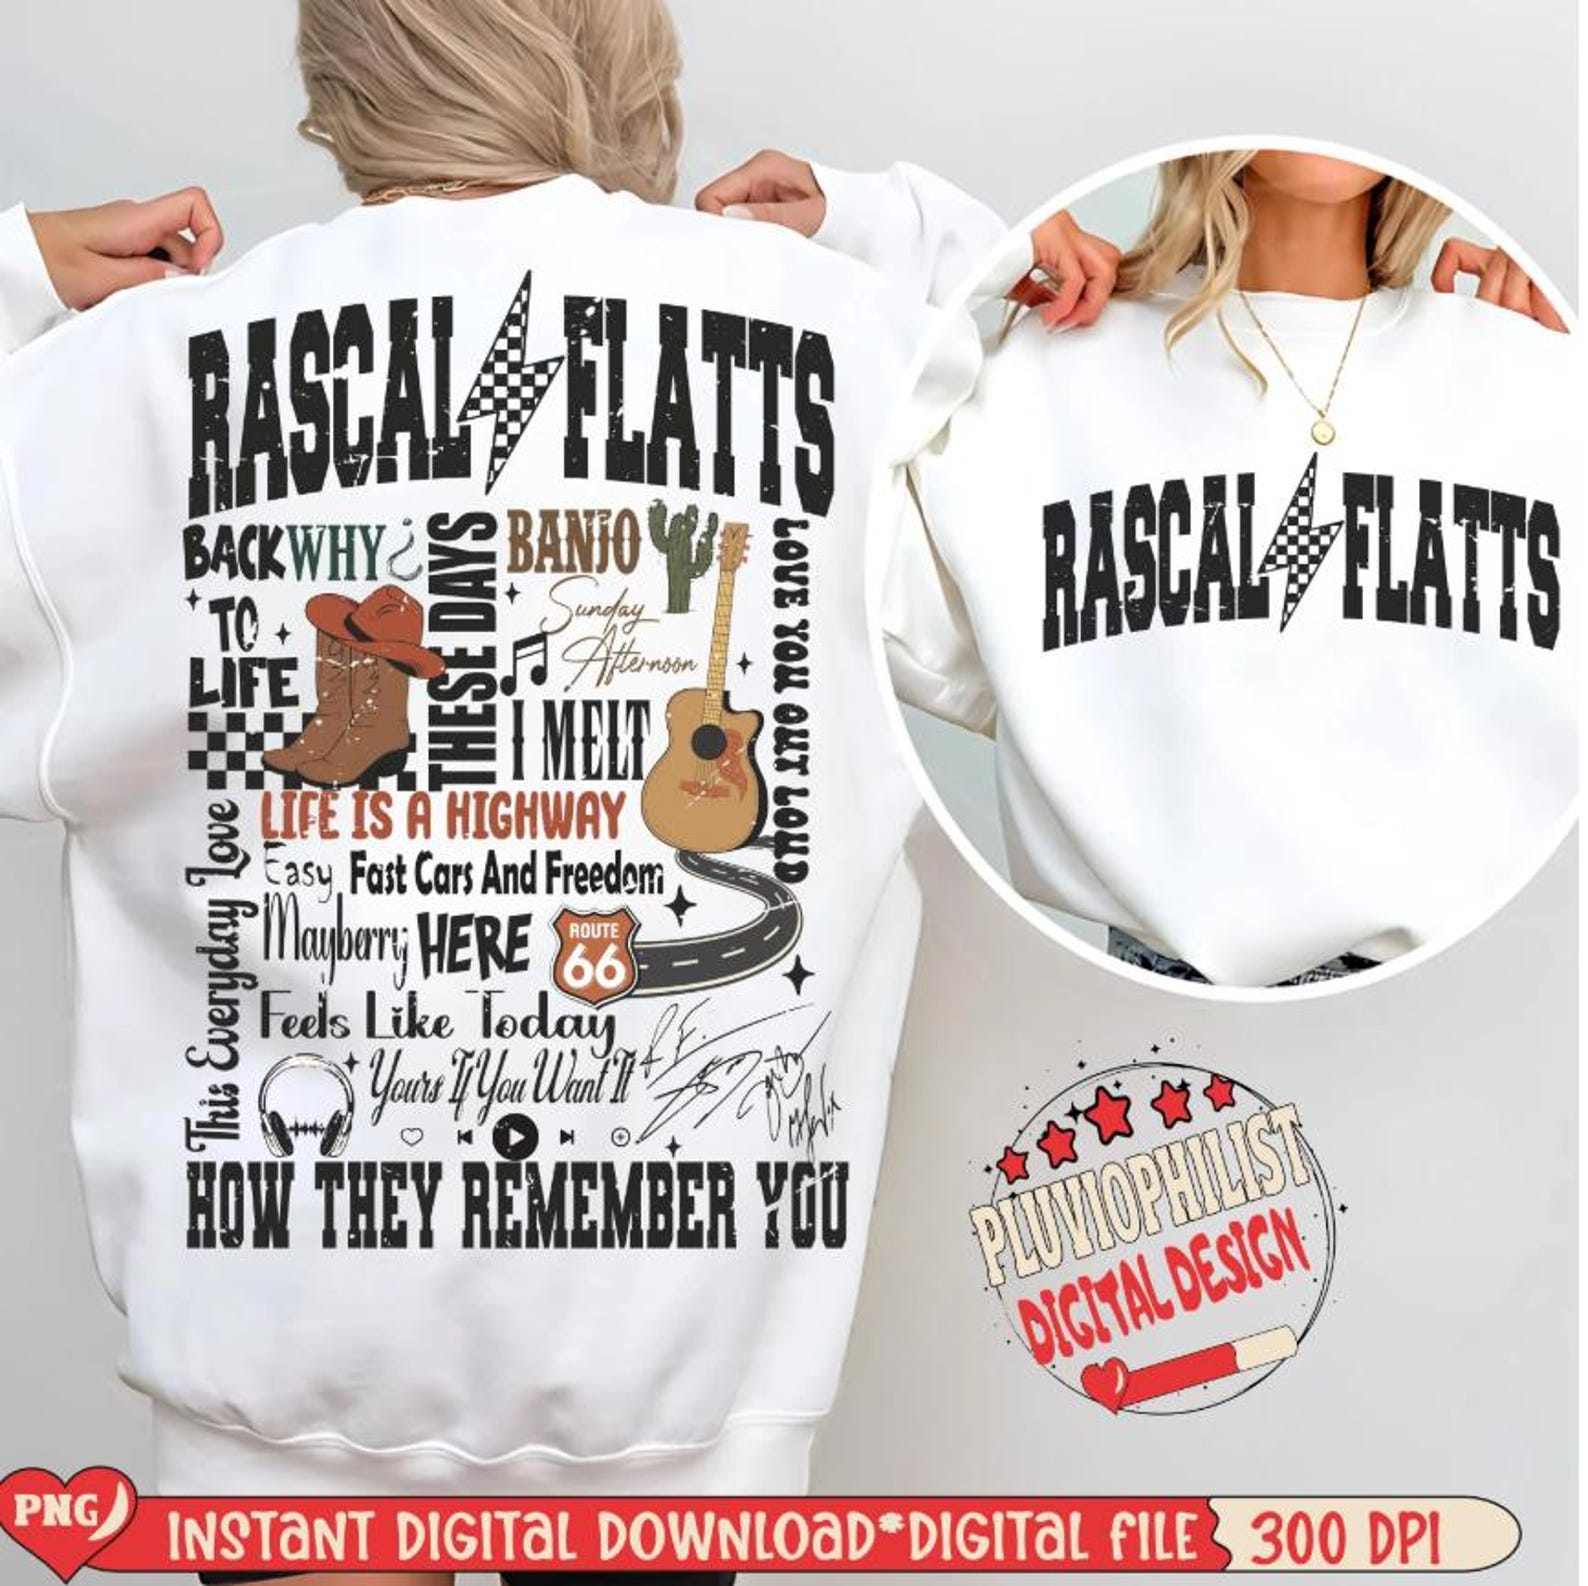 RASCAL FLATTS
BACK
TO
LIFE
WHY¿
THESE DAYS
BANJO
Sunday
Afternoon
I MELT
LOVE YOU OUT LOUD
LIFE IS A HIGHWAY
Easy Fast Cars And Freedom
Mayberry HERE
ROUTE
66
Feels Like Today
Yours If You Want It
This Everyday Love
HOW THEY REMEMBER YOU
RASCAL FLATTS
PLUVIOPHILIST
DIGITAL DESIGN
PNG
INSTANT DIGITAL DOWNLOAD*DIGITAL FILE
300 DPI